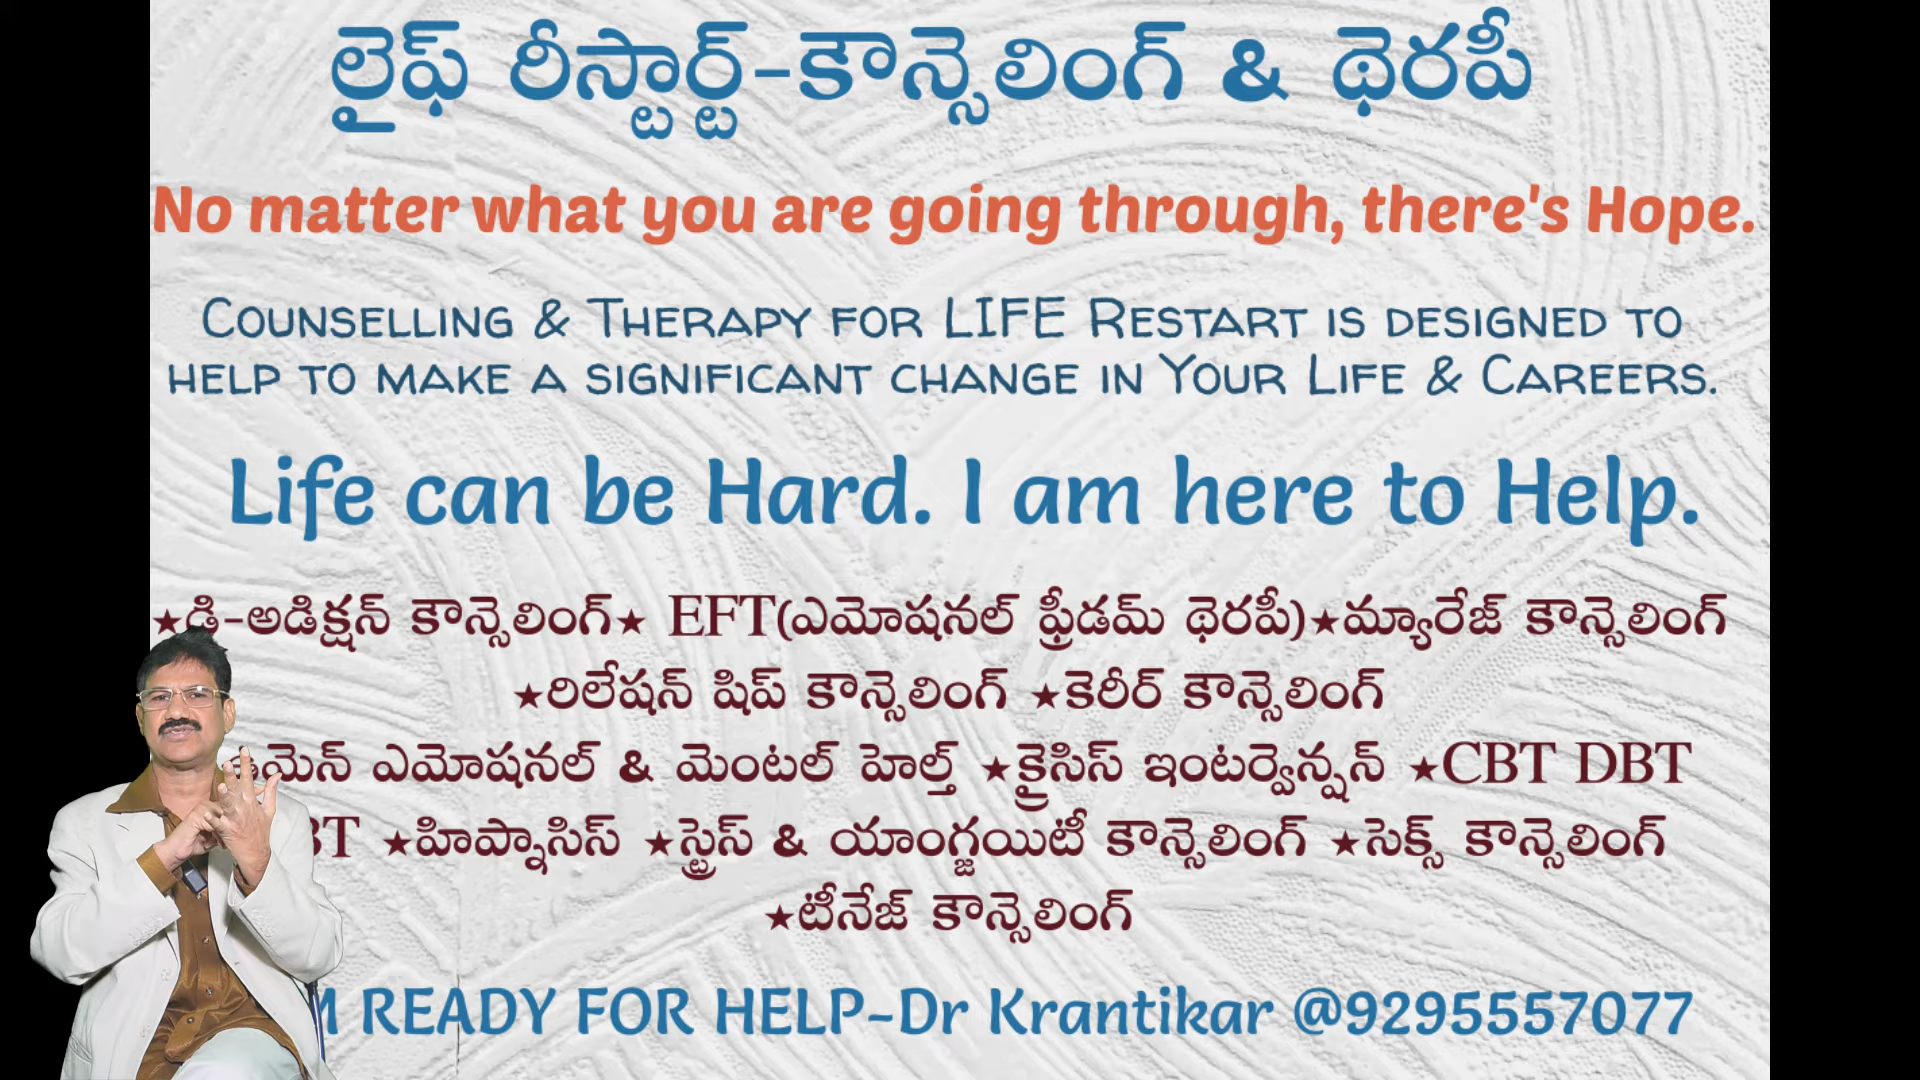 లైఫ్ రీస్టార్ట్-కౌన్సెలింగ్ & థెరపీ
No matter what you are going through, there's Hope.
Counselling & Therapy for LIFE Restart is designed to
help to make a significant change in Your Life & Careers.
Life can be Hard. I am here to Help.
★డి-అడిక్షన్ కౌన్సెలింగ్★ EFT(ఎమోషనల్ ఫ్రీడమ్ థెరపీ)★మ్యారేజ్ కౌన్సెలింగ్
★రిలేషన్ షిప్ కౌన్సెలింగ్ ★కెరీర్ కౌన్సెలింగ్
ఎమోషనల్ & మెంటల్ హెల్త్ ★క్రైసిస్ ఇంటర్వెన్షన్ ★CBT DBT
★హిప్నాసిస్ ★స్ట్రెస్ & యాంగ్జయిటీ కౌన్సెలింగ్ ★సెక్స్ కౌన్సెలింగ్
★టీనేజ్ కౌన్సెలింగ్
READY FOR HELP-Dr Krantikar @9295557077